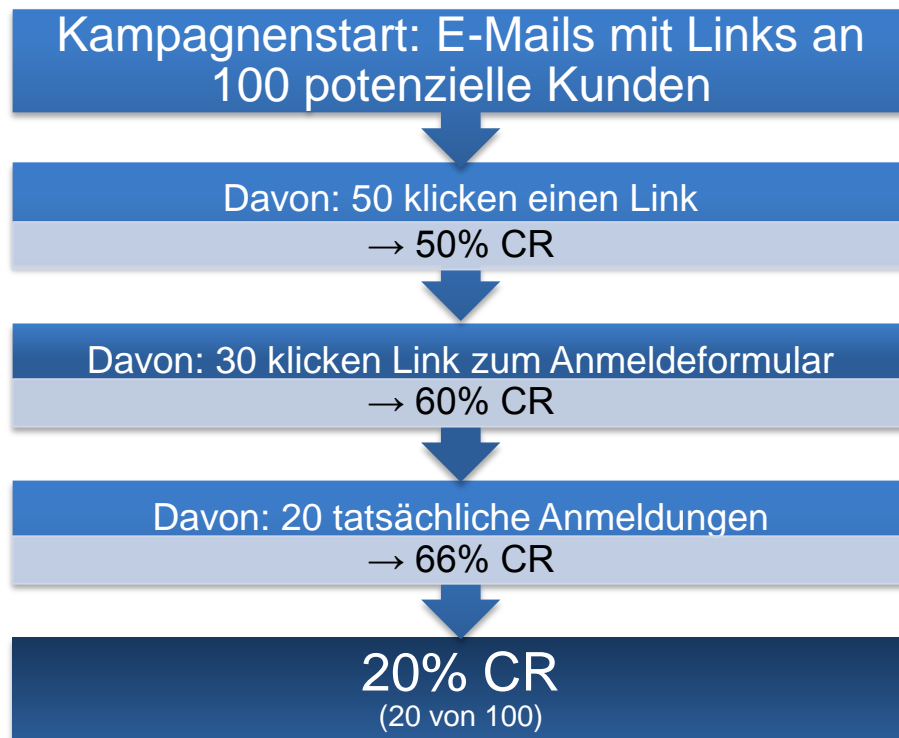 Kampagnenstart: E-Mails mit Links an
100 potenzielle Kunden
Davon: 50 klicken einen Link
→ 50% CR
Davon: 30 klicken Link zum Anmeldeformular
→ 60% CR
Davon: 20 tatsächliche Anmeldungen
→ 66% CR
20% CR
(20 von 100)